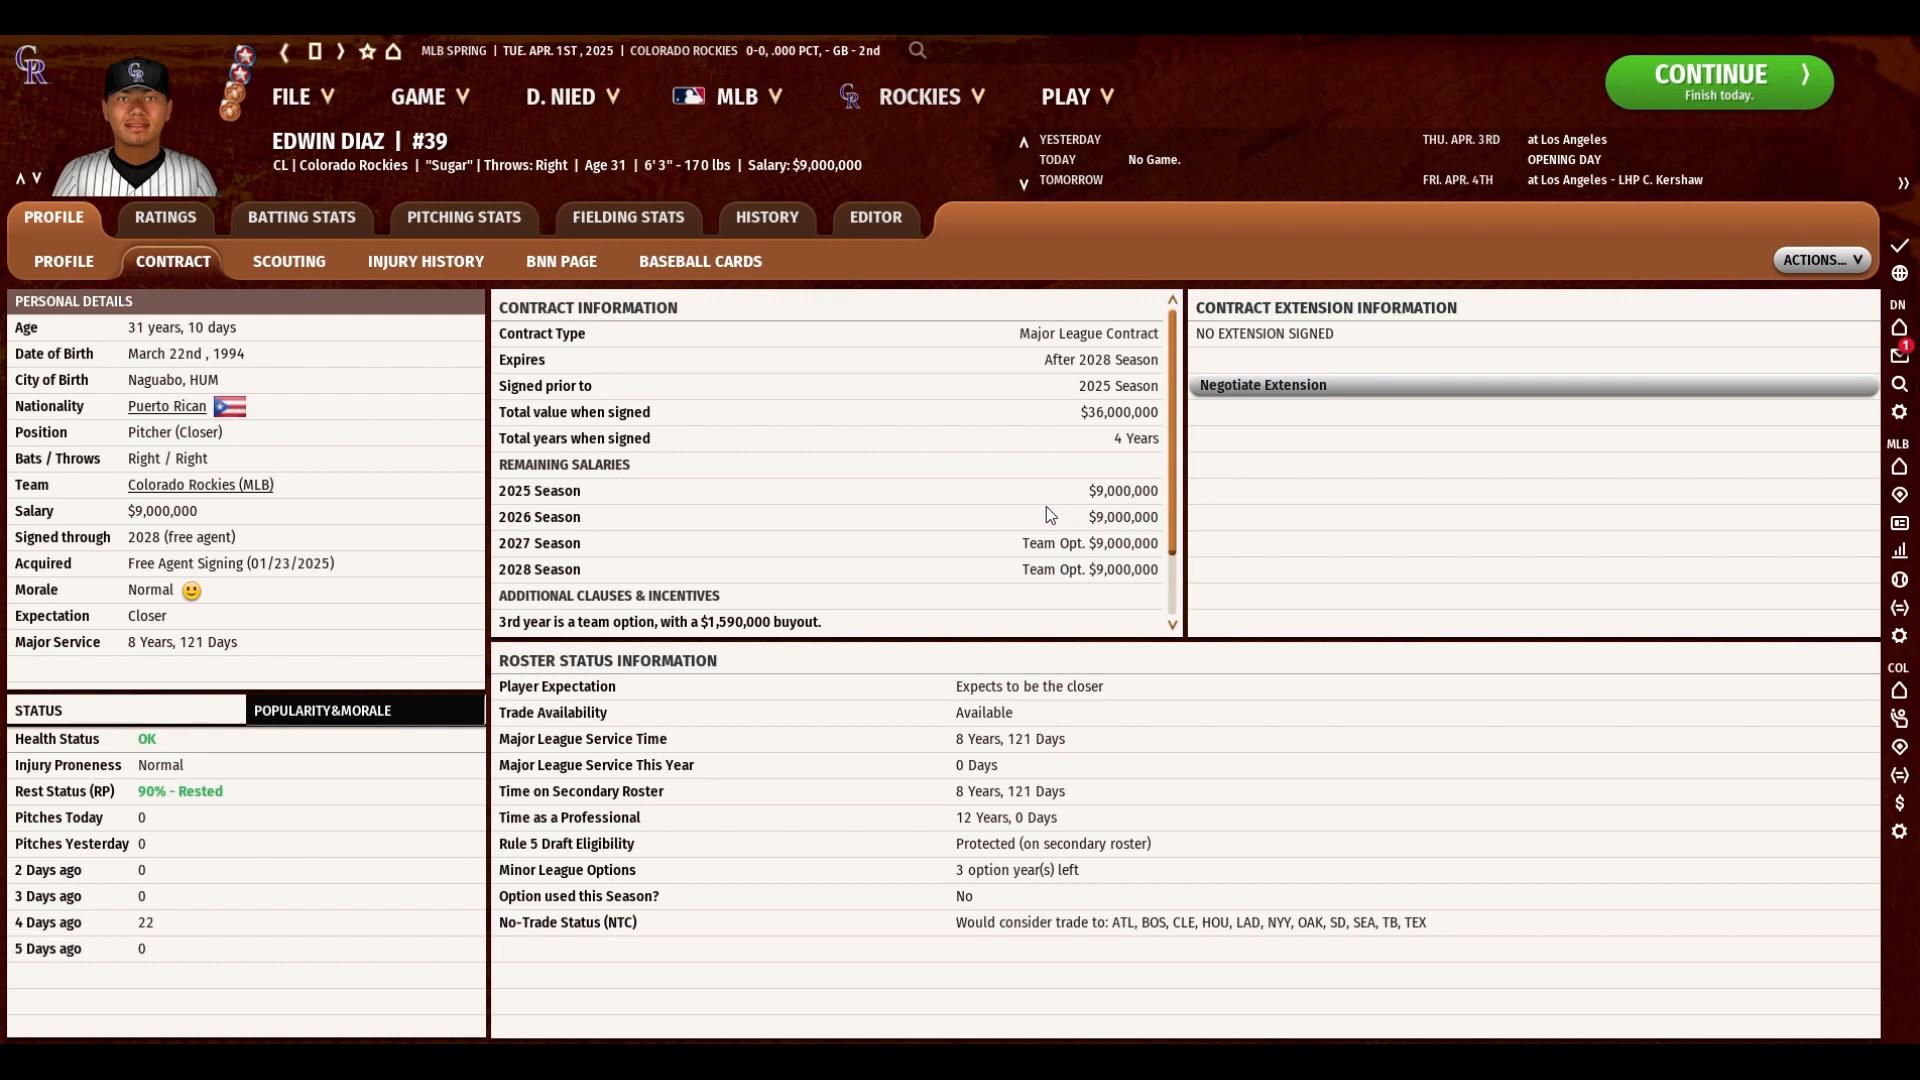 MLB SPRING | TUE. APR. 1ST , 2025 | COLORADO ROCKIES 0-0, .000 PCT, - GB - 2nd
FILE GAME D. NIED MLB ROCKIES PLAY
CONTINUE
Finish today.
EDWIN DIAZ | #39
CL | Colorado Rockies | "Sugar" | Throws: Right | Age 31 | 6' 3" - 170 lbs | Salary: $9,000,000
YESTERDAY
TODAY No Game.
TOMORROW
THU. APR. 3RD at Los Angeles
OPENING DAY
FRI. APR. 4TH at Los Angeles - LHP C. Kershaw
PROFILE RATINGS BATTING STATS PITCHING STATS FIELDING STATS HISTORY EDITOR
PROFILE CONTRACT SCOUTING INJURY HISTORY BNN PAGE BASEBALL CARDS
ACTIONS...
PERSONAL DETAILS
Age 31 years, 10 days
Date of Birth March 22nd , 1994
City of Birth Naguabo, HUM
Nationality Puerto Rican
Position Pitcher (Closer)
Bats / Throws Right / Right
Team Colorado Rockies (MLB)
Salary $9,000,000
Signed through 2028 (free agent)
Acquired Free Agent Signing (01/23/2025)
Morale Normal
Expectation Closer
Major Service 8 Years, 121 Days
STATUS POPULARITY&MORALE
Health Status OK
Injury Proneness Normal
Rest Status (RP) 90% - Rested
Pitches Today 0
Pitches Yesterday 0
2 Days ago 0
3 Days ago 0
4 Days ago 22
5 Days ago 0
CONTRACT INFORMATION
Contract Type Major League Contract
Expires After 2028 Season
Signed prior to 2025 Season
Total value when signed $36,000,000
Total years when signed 4 Years
REMAINING SALARIES
2025 Season $9,000,000
2026 Season $9,000,000
2027 Season Team Opt. $9,000,000
2028 Season Team Opt. $9,000,000
ADDITIONAL CLAUSES & INCENTIVES
3rd year is a team option, with a $1,590,000 buyout.
CONTRACT EXTENSION INFORMATION
NO EXTENSION SIGNED
Negotiate Extension
ROSTER STATUS INFORMATION
Player Expectation Expects to be the closer
Trade Availability Available
Major League Service Time 8 Years, 121 Days
Major League Service This Year 0 Days
Time on Secondary Roster 8 Years, 121 Days
Time as a Professional 12 Years, 0 Days
Rule 5 Draft Eligibility Protected (on secondary roster)
Minor League Options 3 option year(s) left
Option used this Season? No
No-Trade Status (NTC) Would consider trade to: ATL, BOS, CLE, HOU, LAD, NYY, OAK, SD, SEA, TB, TEX
DN
1
MLB
COL